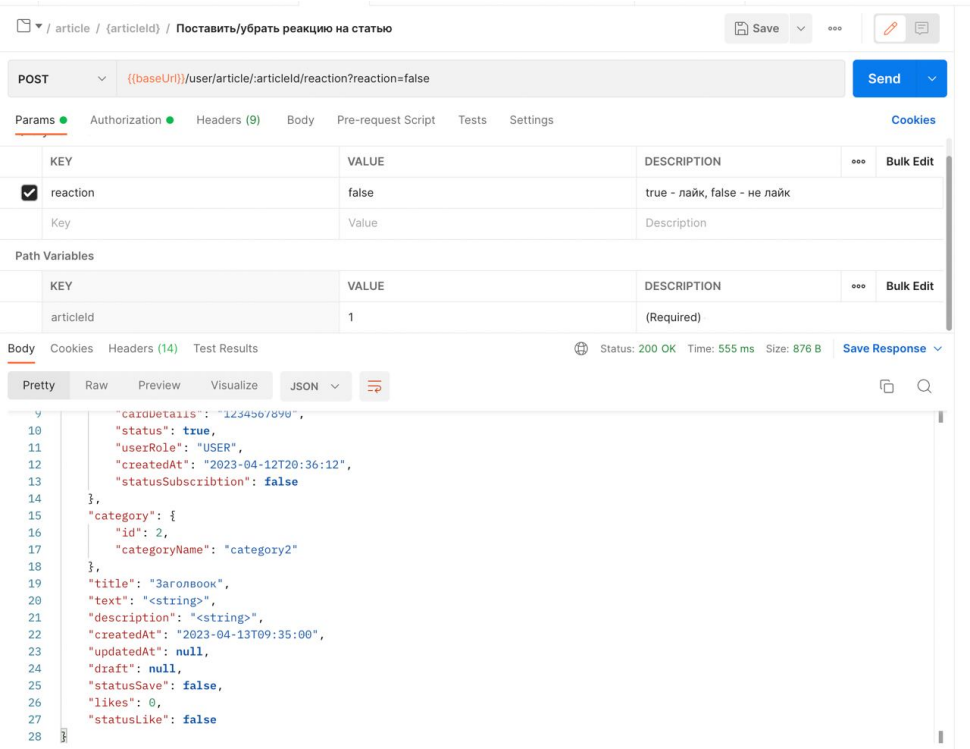 / article / {articleId} / Поставить/убрать реакцию на статью Save
POST {{baseUrl}}/user/article/:articleId/reaction?reaction=false Send
Params Authorization Headers (9) Body Pre-request Script Tests Settings Cookies
KEY VALUE DESCRIPTION Bulk Edit
reaction false true - лайк, false - не лайк
Key Value Description
Path Variables
KEY VALUE DESCRIPTION Bulk Edit
articleId 1 (Required)
Body Cookies Headers (14) Test Results Status: 200 OK Time: 555 ms Size: 876 B Save Response
Pretty Raw Preview Visualize JSON
9 "cardDetails": "1234567890",
10 "status": true,
11 "userRole": "USER",
12 "createdAt": "2023-04-12T20:36:12",
13 "statusSubscribtion": false
14 },
15 "category": {
16 "id": 2,
17 "categoryName": "category2"
18 },
19 "title": "Заголвоок",
20 "text": "<string>",
21 "description": "<string>",
22 "createdAt": "2023-04-13T09:35:00",
23 "updatedAt": null,
24 "draft": null,
25 "statusSave": false,
26 "likes": 0,
27 "statusLike": false
28 }